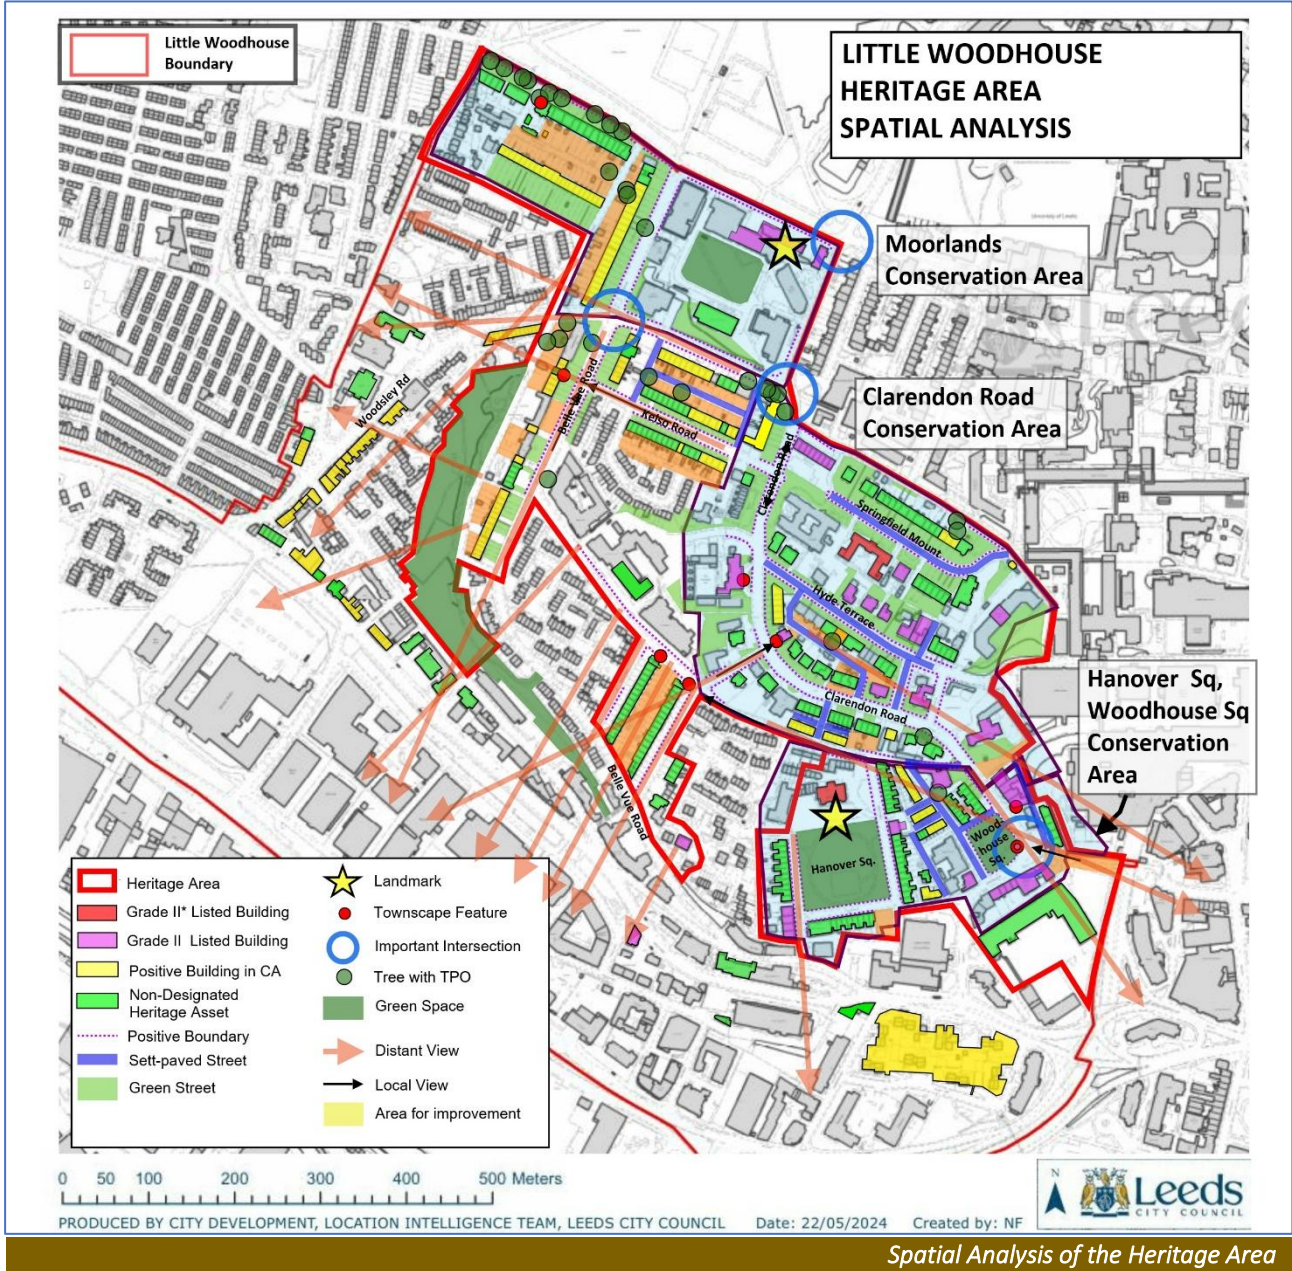 Little Woodhouse
Boundary
LITTLE WOODHOUSE
HERITAGE AREA
SPATIAL ANALYSIS
University of Leeds
Moorlands
Conservation Area
Clarendon Road
Conservation Area
Woodsley Rd
Belle Vue Road
Kelso Road
Clarendon Road
Springfield Mount
Hyde Terrace
Clarendon Road
Hanover Sq,
Woodhouse Sq
Conservation
Area
Belle Vue Road
Hanover Sq.
Wood-
house
Sq.
Heritage Area
Grade II* Listed Building
Grade II Listed Building
Positive Building in CA
Non-Designated
Heritage Asset
Positive Boundary
Sett-paved Street
Green Street
Landmark
Townscape Feature
Important Intersection
Tree with TPO
Green Space
Distant View
Local View
Area for improvement
0 50 100 200 300 400 500 Meters
N
Leeds
CITY COUNCIL
PRODUCED BY CITY DEVELOPMENT, LOCATION INTELLIGENCE TEAM, LEEDS CITY COUNCIL Date: 22/05/2024 Created by: NF
Spatial Analysis of the Heritage Area